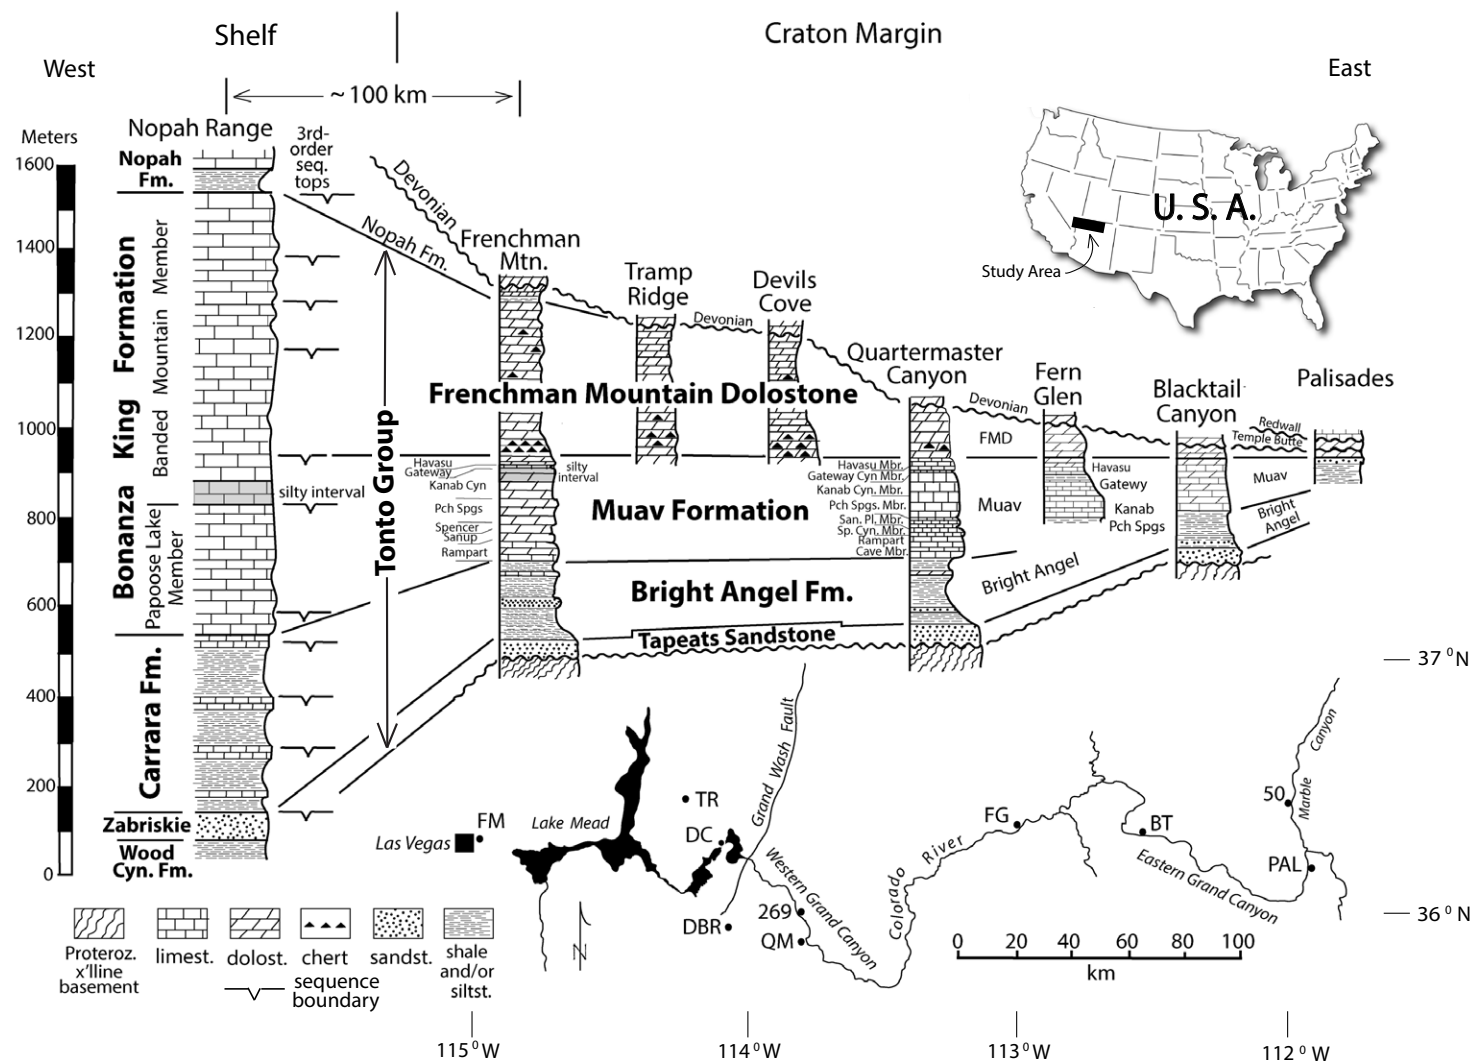 Shelf
Craton Margin
West
East
~ 100 km
Meters
Nopah Range
3rd-
order
seq.
tops
1600
1400
1200
1000
800
600
400
200
0
Nopah
Fm.
Bonanza King Formation
Banded Mountain Member
Papoose Lake
Member
Carrara Fm.
Zabriskie
Wood
Cyn. Fm.
silty interval
Tonto Group
Devonian
Nopah Fm.
Frenchman
Mtn.
Tramp
Ridge
Devils
Cove
Devonian
Quartermaster
Canyon
Devonian
Fern
Glen
Blacktail
Canyon
Palisades
Redwall
Temple Butte
Frenchman Mountain Dolostone
FMD
Havasu
Gateway
Kanab Cyn
Pch Spgs
Spencer
Sanup
Rampart
silty
interval
Muav Formation
Havasu Mbr.
Gateway Cyn Mbr.
Kanab Cyn. Mbr.
Pch Spgs. Mbr.
San. Pl. Mbr.
Sp. Cyn. Mbr.
Rampart
Cave Mbr.
Muav
Havasu
Gatewy
Kanab
Pch Spgs
Muav
Bright
Angel
Bright Angel Fm.
Bright Angel
Tapeats Sandstone
U. S. A.
Study Area
37 ⁰ N
36 ⁰ N
Las Vegas
FM
Lake Mead
TR
DC
DBR
Grand Wash Fault
269
QM
Western Grand Canyon
Colorado River
FG
BT
Eastern Grand Canyon
50
Marble Canyon
PAL
N
0 20 40 60 80 100
km
Proteroz.
x'lline
basement
limest.
dolost.
chert
sandst.
shale
and/or
siltst.
sequence
boundary
115⁰W
114⁰W
113⁰W
112⁰W